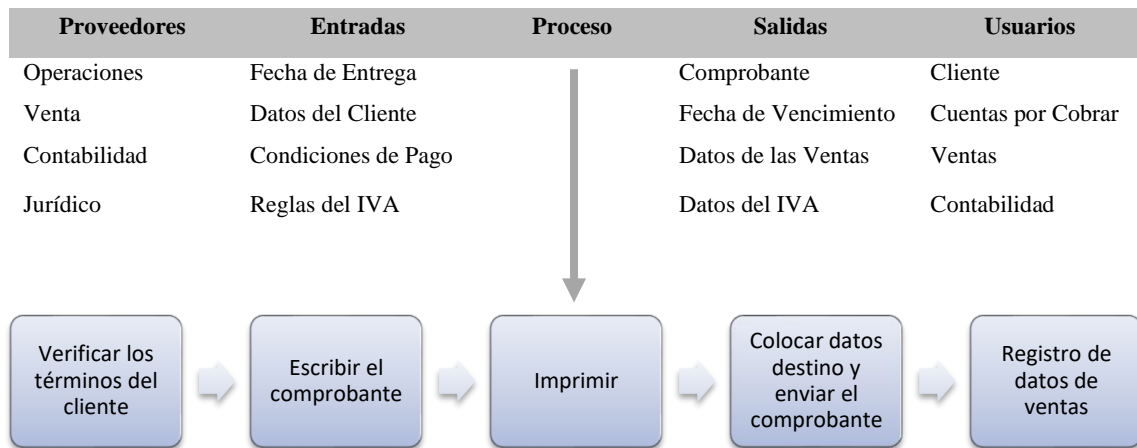 Proveedores Entradas Proceso Salidas Usuarios
Operaciones Fecha de Entrega Comprobante Cliente
Venta Datos del Cliente Fecha de Vencimiento Cuentas por Cobrar
Contabilidad Condiciones de Pago Datos de las Ventas Ventas
Jurídico Reglas del IVA Datos del IVA Contabilidad
Verificar los
términos del
cliente
Escribir el
comprobante
Imprimir
Colocar datos
destino y
enviar el
comprobante
Registro de
datos de
ventas